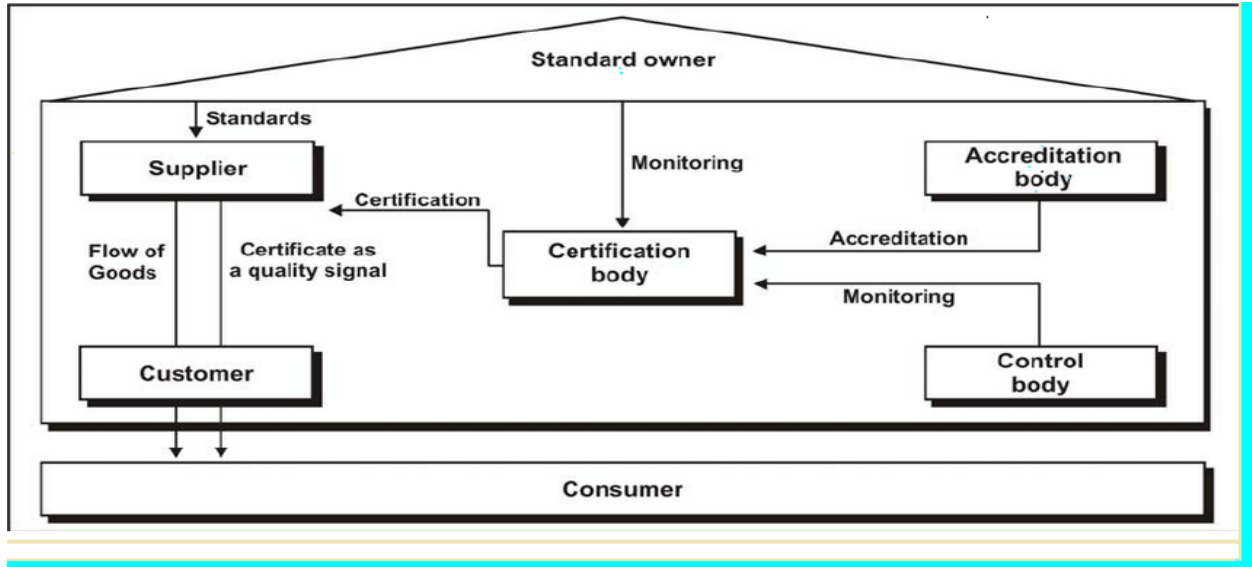 Standard owner
Standards
Supplier
Monitoring
Accreditation
body
Certification
Flow of
Goods
Certificate as
a quality signal
Certification
body
Accreditation
Monitoring
Customer
Control
body
Consumer